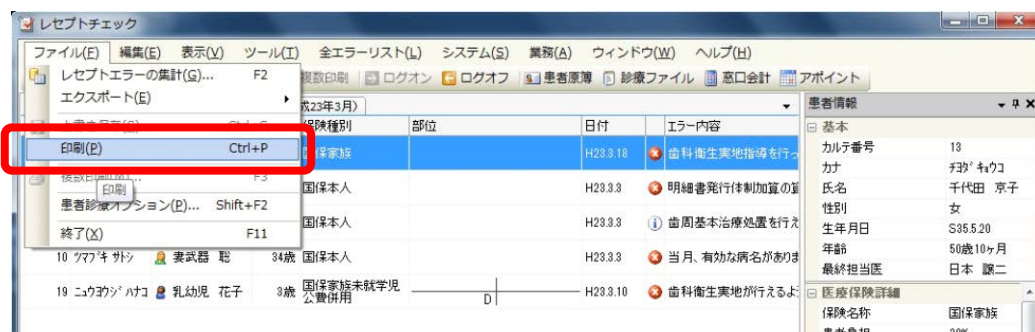 レセプトチェック
ファイル(F) 編集(E) 表示(V) ツール(T) 全エラーリスト(L) システム(S) 業務(A) ウィンドウ(W) ヘルプ(H)
レセプトエラーの集計(G)... F2
複数印刷 ログオン ログオフ 患者原簿 診療ファイル 窓口会計 アポイント
エクスポート(E)
成23年3月)
患者情報
保険種別 部位 日付 エラー内容
基本
印刷(P) Ctrl+P
保家族 H23.3.18 歯科衛生実地指導を行っ
カルテ番号 13
カナ チヨダ キョウコ
F3
印刷
国保本人 H23.3.3 明細書発行体制加算の算
氏名 千代田 京子
患者診療オプション(P)... Shift+F2
性別 女
国保本人 H23.3.3 歯周基本治療処置を行え
生年月日 S35.5.20
終了(X) F11
年齢 50歳10ヶ月
10 ツマブキ サトシ 妻武器 聡 34歳 国保本人 H23.3.3 当月、有効な病名がありま
最終担当医 日本 譲二
19 ニュウヨウジ ハナコ 乳幼児 花子 3歳 国保家族未就学児公費併用 D H23.3.10 歯科衛生実地が行えるよ
医療保険詳細
保険名称 国保家族